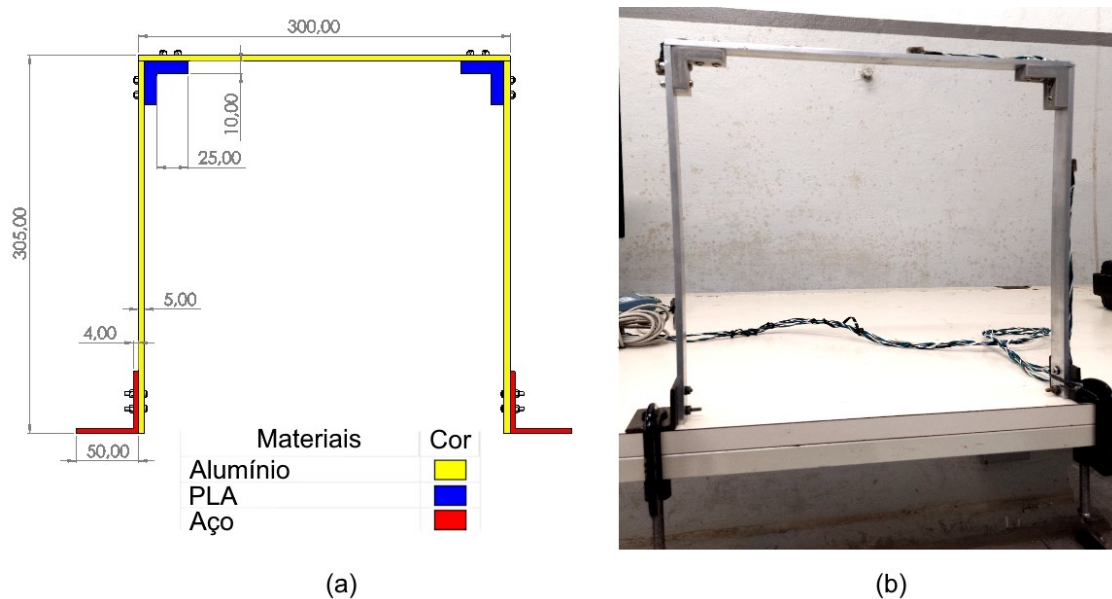 300,00
305,00
10,00
25,00
5,00
4,00
50,00
Materiais Cor
Alumínio
PLA
Aço
(a)
(b)